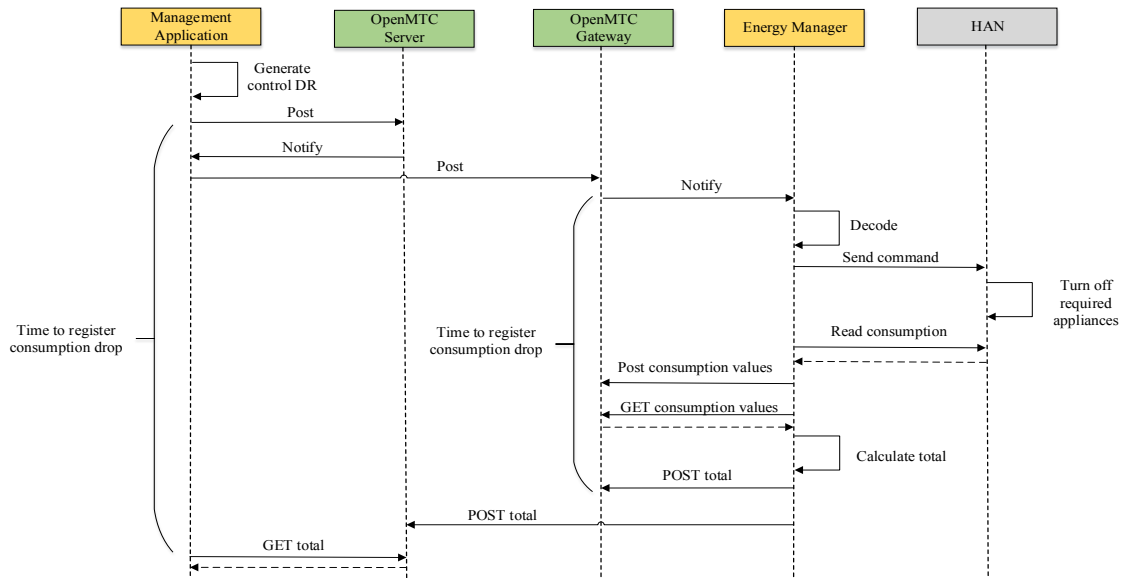 Management
Application
OpenMTC
Server
OpenMTC
Gateway
Energy Manager
HAN
Generate
control DR
Post
Notify
Post
Notify
Decode
Send command
Turn off
required
appliances
Time to register
consumption drop
Time to register
consumption drop
Read consumption
Post consumption values
GET consumption values
Calculate total
POST total
POST total
GET total